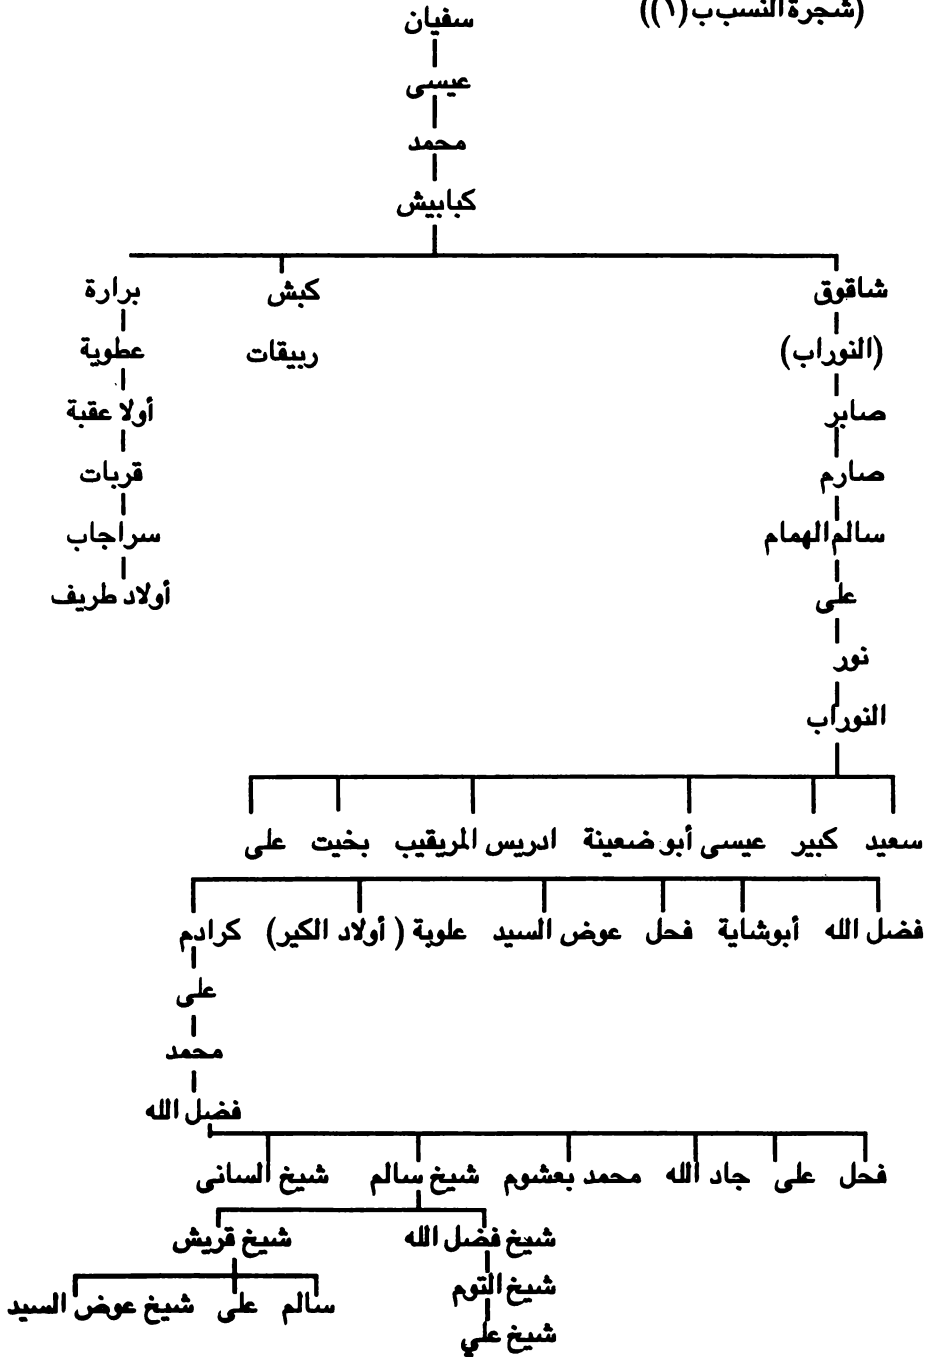 (شجرة النسب ب (١))
سفيان
عيسى
محمد
كبابيش
شاقوق كبش برارة
(النوراب) ربيقات عطوية
صابر أولا عقبة
صارم قربات
سالم الهمام سراجاب
على أولاد طريف
نور
النوراب
سعيد كبير عيسى أبو ضعينة ادريس المريقيب بخيت على
فضل الله أبوشاية فحل عوض السيد علوبة (أولاد الكير) كرادم
على
محمد
فضل الله
فحل على جاد الله محمد بعشوم شيخ سالم شيخ السانى
شيخ فضل الله شيخ قريش
شيخ التوم
سالم على شيخ عوض السيد
شيخ علي